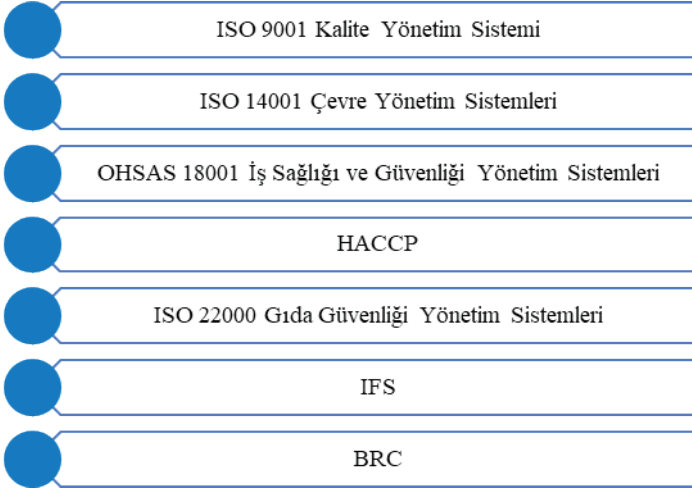 ISO 9001 Kalite Yönetim Sistemi
ISO 14001 Çevre Yönetim Sistemleri
OHSAS 18001 İş Sağlığı ve Güvenliği Yönetim Sistemleri
HACCP
ISO 22000 Gıda Güvenliği Yönetim Sistemleri
IFS
BRC